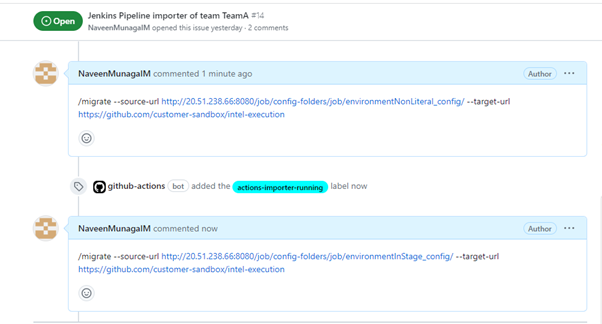 Open
Jenkins Pipeline importer of team TeamA #14
NaveenMunagalM opened this issue yesterday · 2 comments
NaveenMunagalM commented 1 minute ago
Author
/migrate --source-url http://20.51.238.66:8080/job/config-folders/job/environmentNonLiteral_config/ --target-url
https://github.com/customer-sandbox/intel-execution
github-actions bot added the actions-importer-running label now
NaveenMunagalM commented now
Author
/migrate --source-url http://20.51.238.66:8080/job/config-folders/job/environmentInStage_config/ --target-url
https://github.com/customer-sandbox/intel-execution